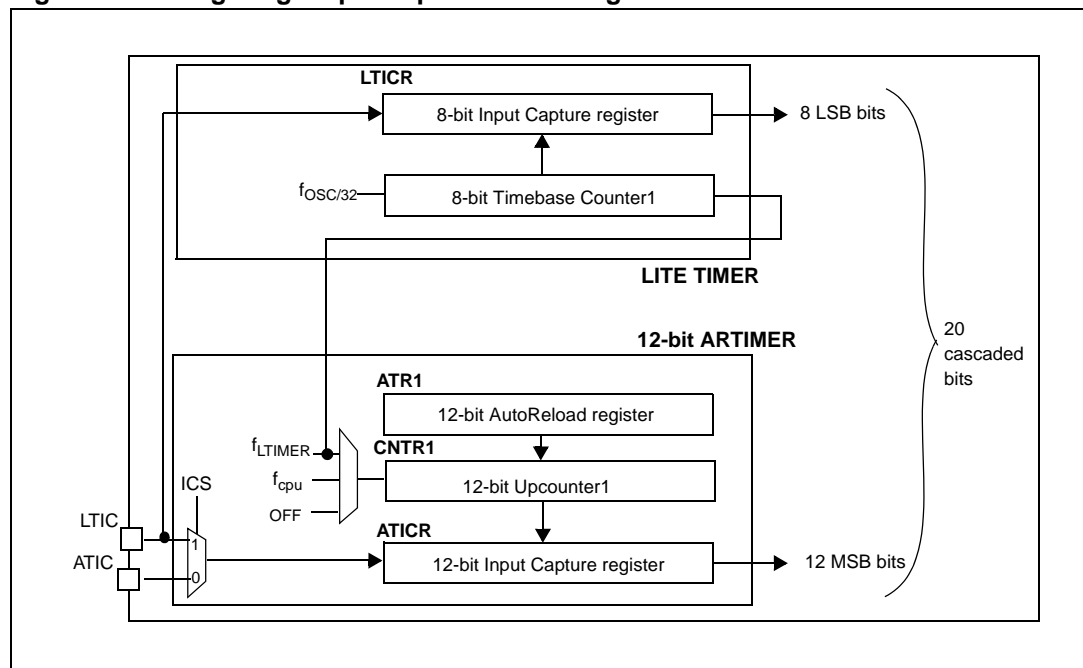 LTICR
8-bit Input Capture register
8 LSB bits
fOSC/32
8-bit Timebase Counter1
LITE TIMER
20
cascaded
bits
12-bit ARTIMER
ATR1
12-bit AutoReload register
fLTIMER
CNTR1
fcpu
12-bit Upcounter1
ICS
OFF
LTIC
ATICR
1
ATIC
12-bit Input Capture register
12 MSB bits
0